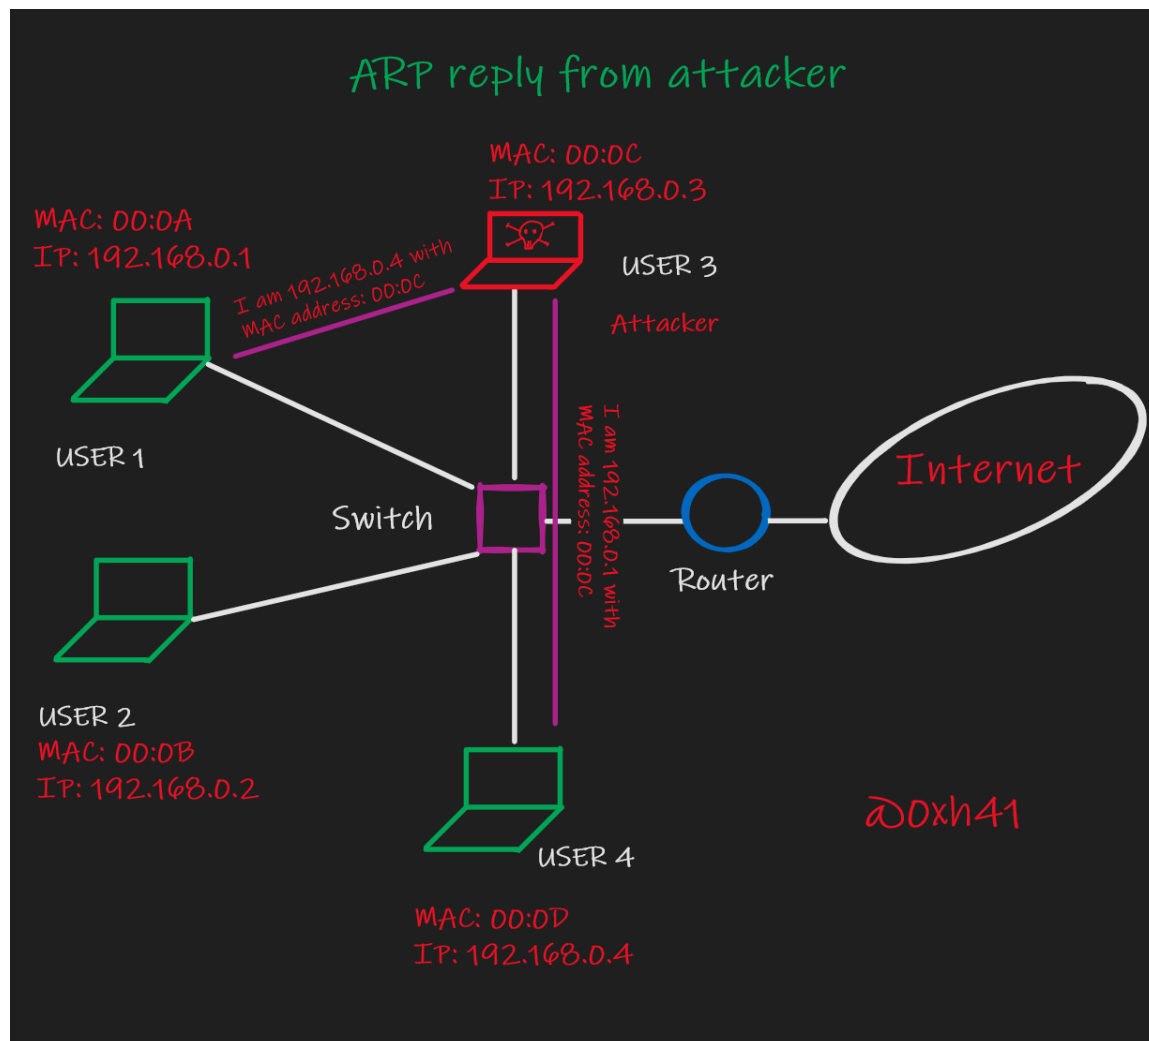 ARP reply from attacker
MAC: 00:0C
IP: 192.168.0.3
MAC: 00:0A
IP: 192.168.0.1
I am 192.168.0.4 with
MAC address: 00:0C
USER 3
Attacker
USER 1
I am 192.168.0.1 with
MAC address: 00:0C
Internet
Switch
Router
USER 2
MAC: 00:0B
IP: 192.168.0.2
@0xh41
USER 4
MAC: 00:0D
IP: 192.168.0.4